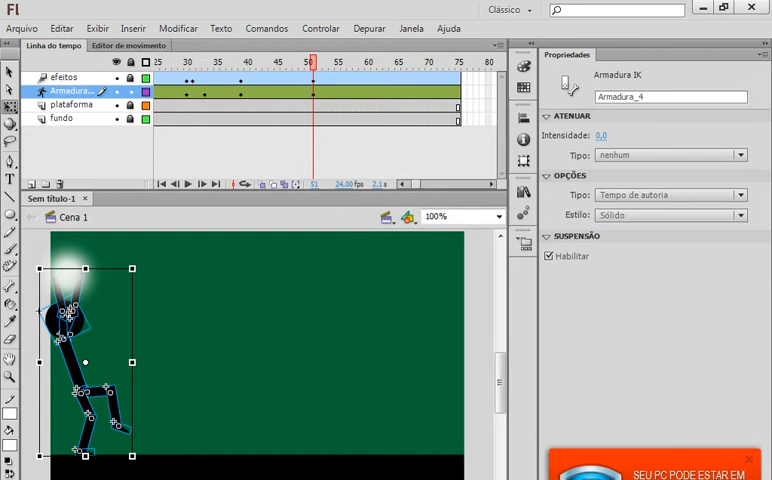 Fl
Clássico
Arquivo Editar Exibir Inserir Modificar Texto Comandos Controlar Depurar Janela Ajuda
Linha do tempo Editor de movimento
25 30 35 40 45 50 55 60 65 70 75
efeitos
Armadura...
plataforma
fundo
51 24,00 fps 2,1 s
Sem título-1
Cena 1
100%
Propriedades
Armadura IK
Armadura_4
ATENUAR
Intensidade: 0,0
Tipo: nenhum
OPÇÕES
Tipo: Tempo de autoria
Estilo: Sólido
SUSPENSÃO
Habilitar
SEU PC PODE ESTAR EM